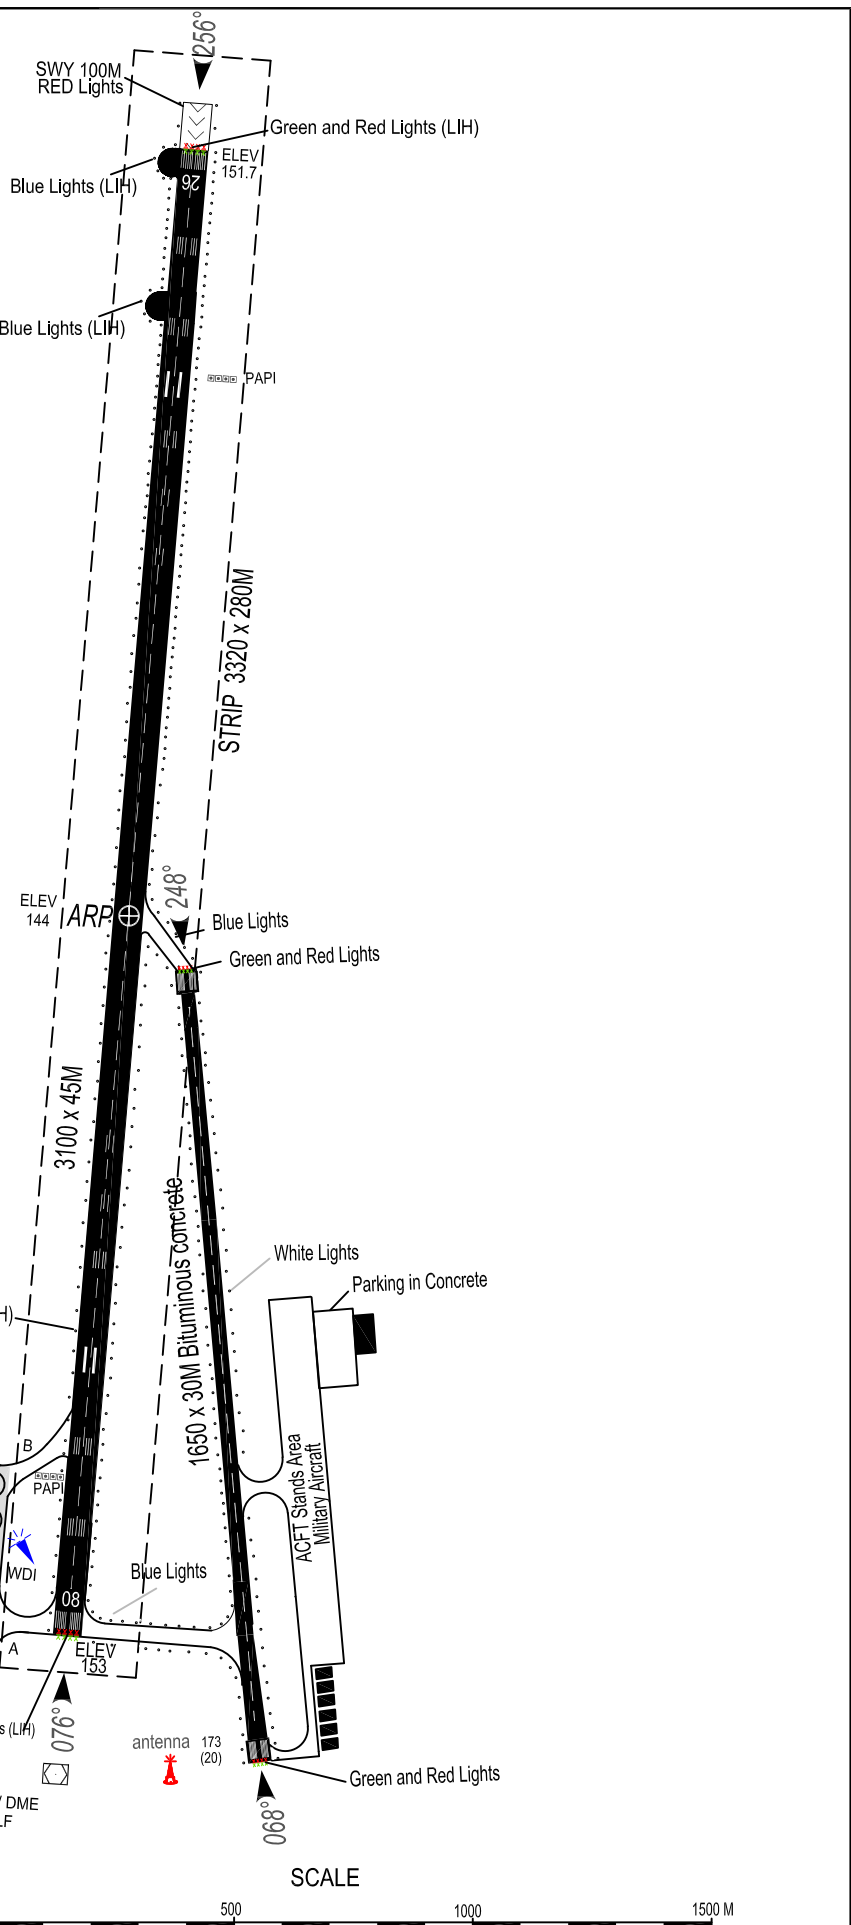 256°
SWY 100M
RED Lights
Green and Red Lights (LIH)
ELEV
151.7
Blue Lights (LIH)
26
Blue Lights (LIH)
PAPI
STRIP 3320 x 280M
248°
ELEV
144
ARP
Blue Lights
Green and Red Lights
3100 x 45M
1650 x 30M Bituminous concrete
White Lights
Parking in Concrete
H)
ACFT Stands Area
Military Aircraft
B
PAPI
WDI
Blue Lights
08
A
ELEV
153
s (LIH)
076°
antenna 173
(20)
Green and Red Lights
/ DME
LF
068°
SCALE
500 1000 1500 M